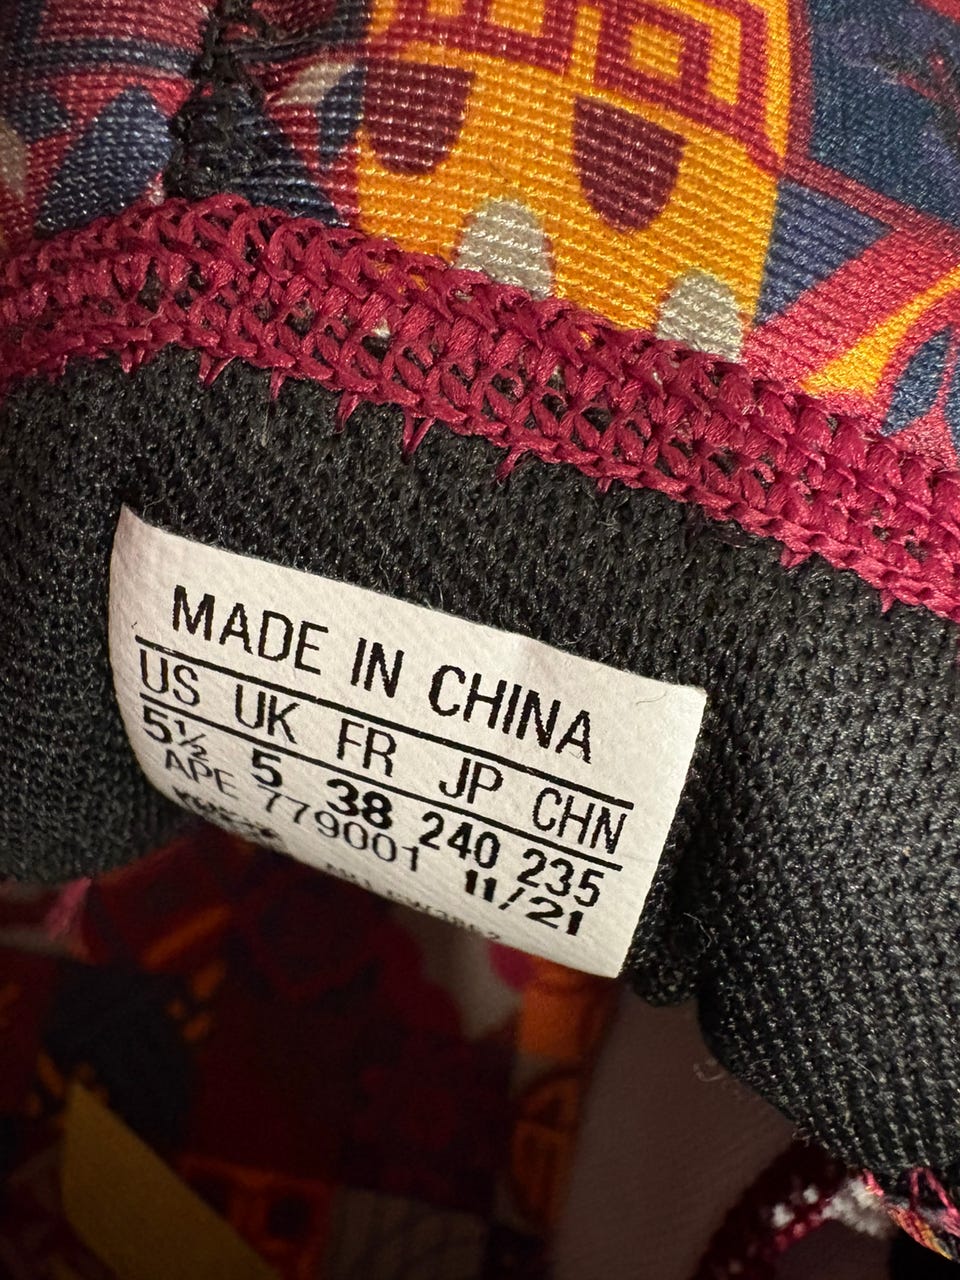 MADE IN CHINA
US UK FR JP CHN
5½ 5 38 240 235
APE 779001 11/21